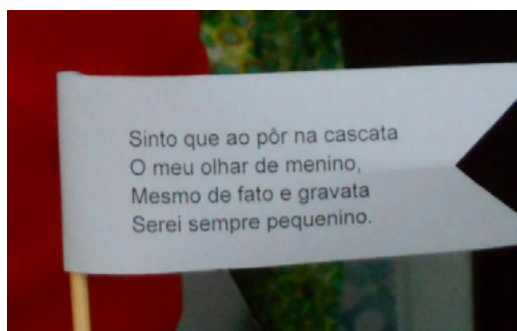 Sinto que ao pôr na cascata
O meu olhar de menino,
Mesmo de fato e gravata
Serei sempre pequenino.